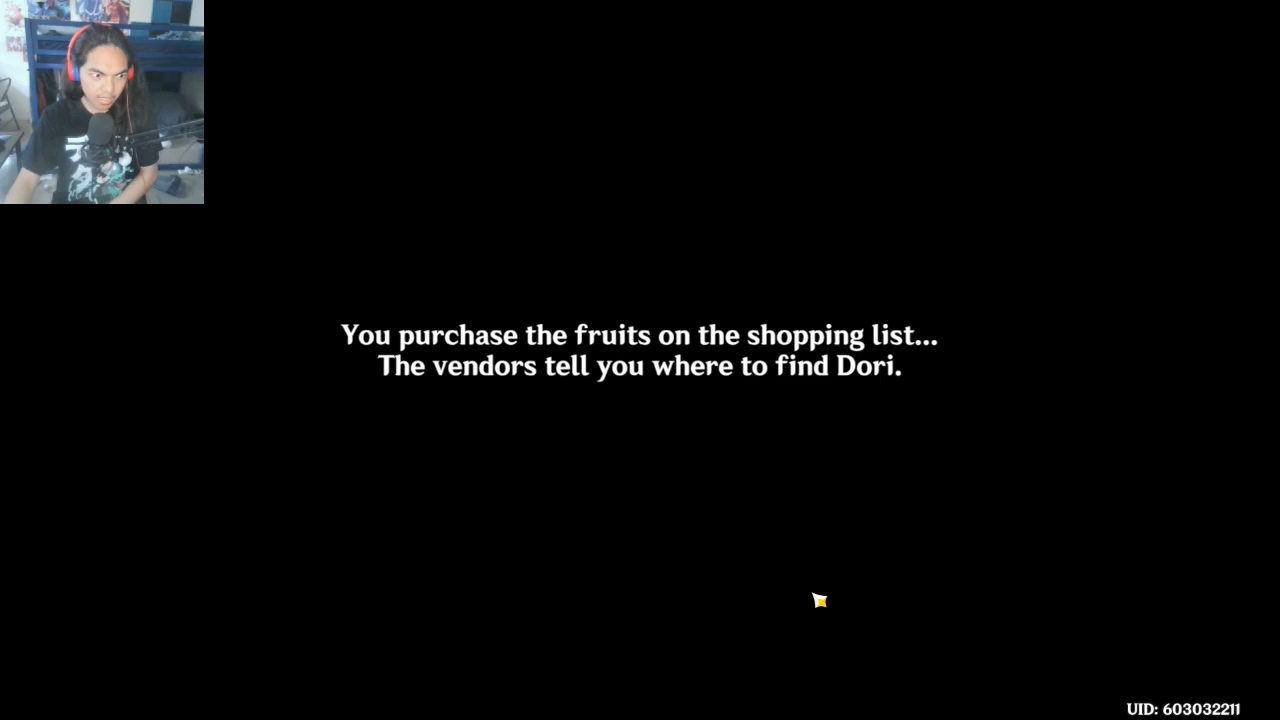 You purchase the fruits on the shopping list...
The vendors tell you where to find Dori.
UID: 603032211